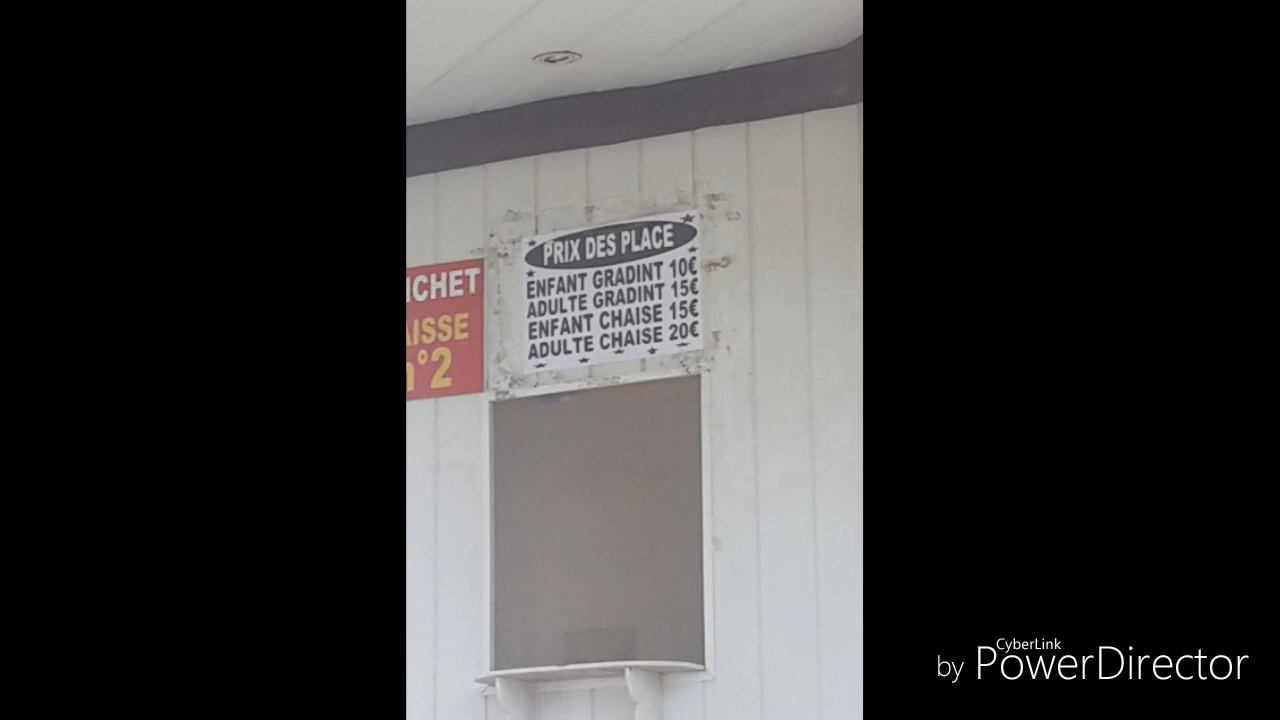 PRIX DES PLACE
ENFANT GRADINT 10€
ADULTE GRADINT 15€
ENFANT CHAISE 15€
ADULTE CHAISE 20€
ICHET
AISSE
n°2
CyberLink
by PowerDirector